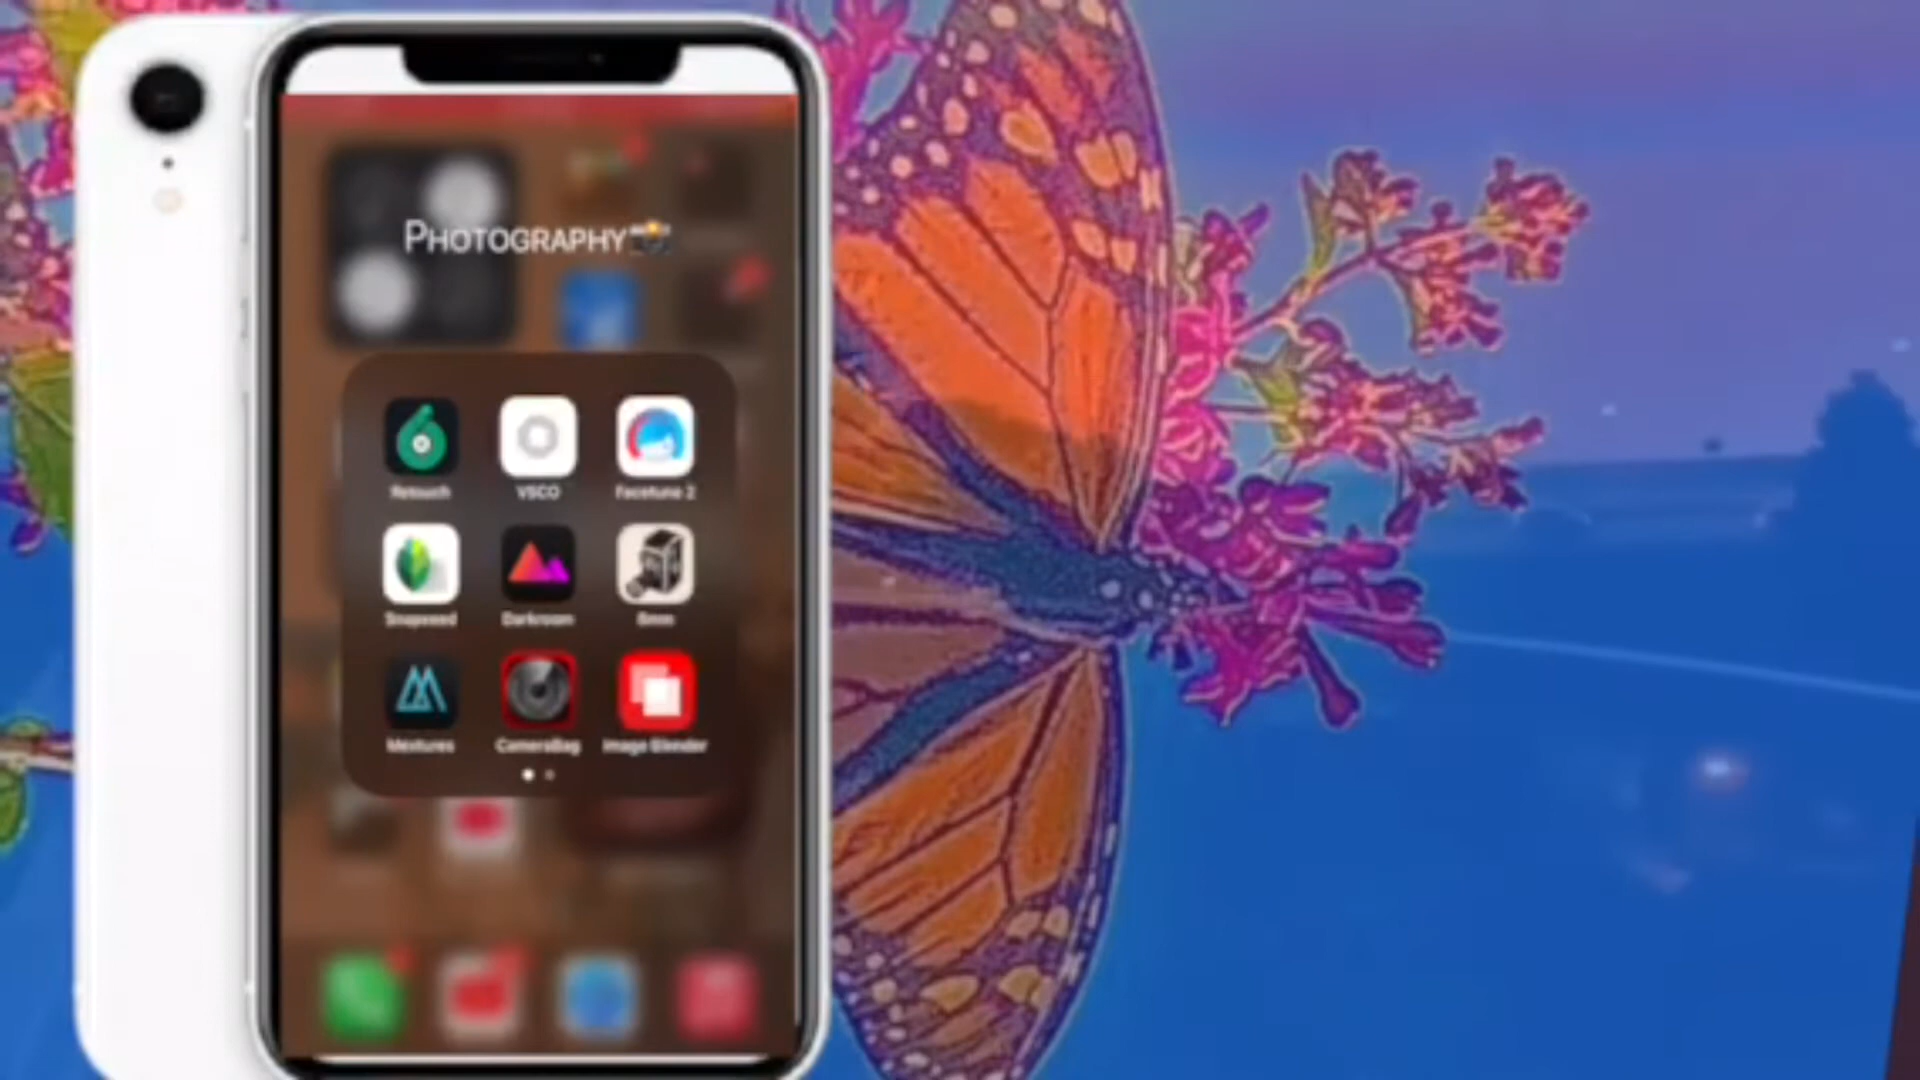 PHOTOGRAPHY📸
Retouch VSCO Facetune 2
Snapseed Darkroom 8mm
Mextures CameraBag Image Blender